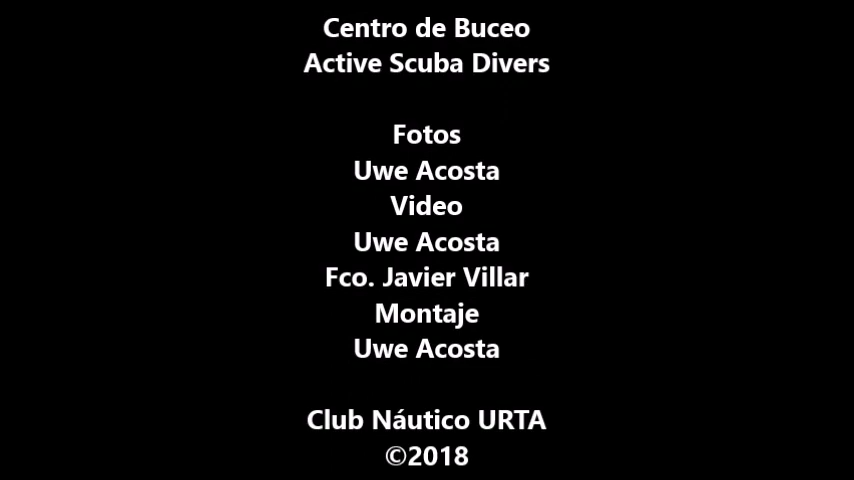 Centro de Buceo
Active Scuba Divers
Fotos
Uwe Acosta
Video
Uwe Acosta
Fco. Javier Villar
Montaje
Uwe Acosta
Club Náutico URTA
©2018